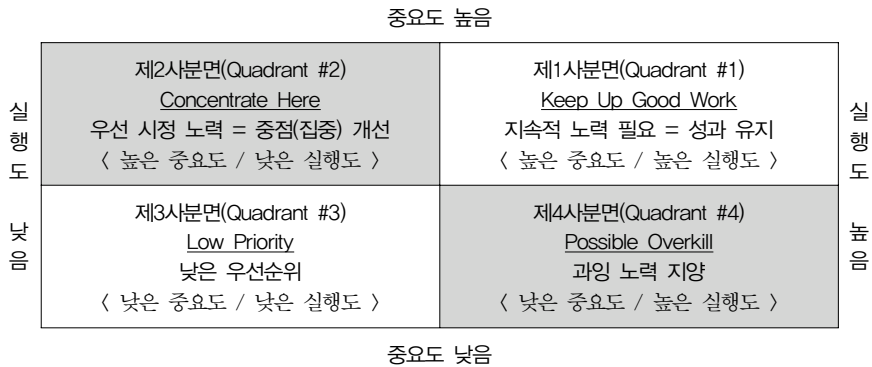 중요도 높음
실행도 낮음
제2사분면(Quadrant #2)
Concentrate Here
우선 시정 노력 = 중점(집중) 개선
< 높은 중요도 / 낮은 실행도 >
제1사분면(Quadrant #1)
Keep Up Good Work
지속적 노력 필요 = 성과 유지
< 높은 중요도 / 높은 실행도 >
제3사분면(Quadrant #3)
Low Priority
낮은 우선순위
< 낮은 중요도 / 낮은 실행도 >
제4사분면(Quadrant #4)
Possible Overkill
과잉 노력 지양
< 낮은 중요도 / 높은 실행도 >
실행도 높음
중요도 낮음